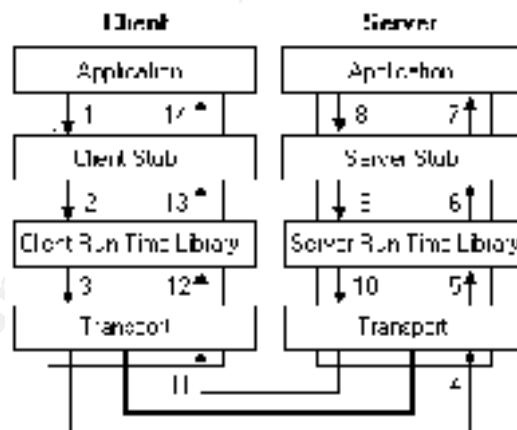 Client Server
Application Application
1 14 8 7
Client Stub Server Stub
2 13 6
Client Run Time Library Server Run Time Library
3 12 10 5
Transport Transport
11 4